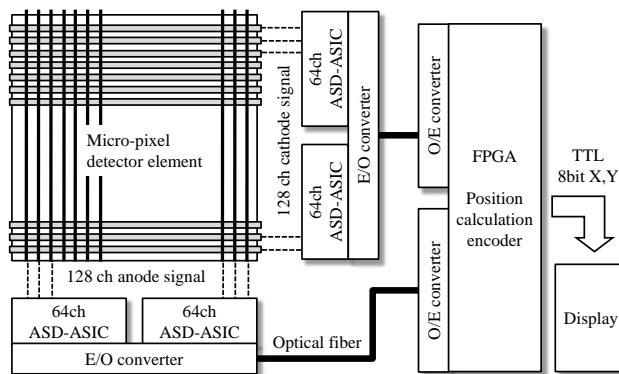 Micro-pixel
detector element
128 ch cathode signal
64ch
ASD-ASIC
64ch
ASD-ASIC
E/O converter
O/E converter
O/E converter
FPGA
Position
calculation
encoder
TTL
8bit X,Y
Display
128 ch anode signal
64ch
ASD-ASIC
64ch
ASD-ASIC
E/O converter
Optical fiber